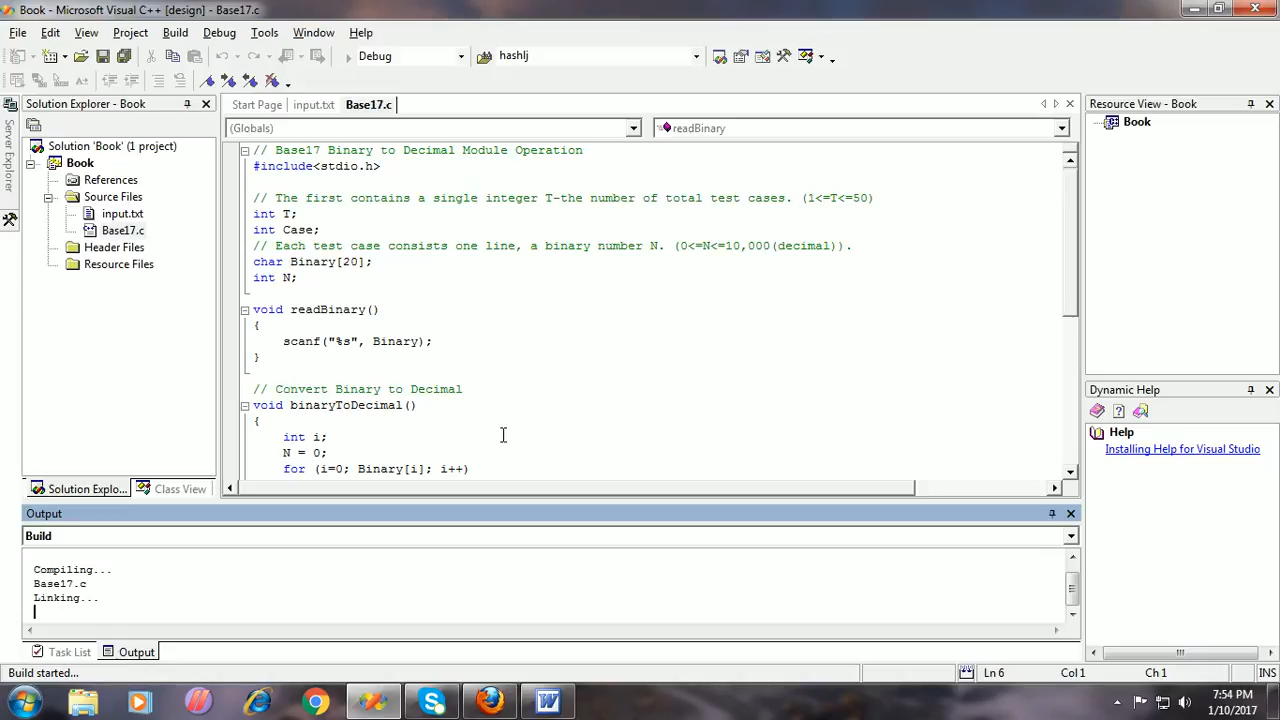 Book - Microsoft Visual C++ [design] - Base17.c
File Edit View Project Build Debug Tools Window Help
Debug hashlj
Solution Explorer - Book
Start Page input.txt Base17.c
Resource View - Book
(Globals) readBinary
Server Explorer
Solution 'Book' (1 project)
Book
References
Source Files
input.txt
Base17.c
Header Files
Resource Files
// Base17 Binary to Decimal Module Operation
#include<stdio.h>
// The first contains a single integer T-the number of total test cases. (1<=T<=50)
int T;
int Case;
// Each test case consists one line, a binary number N. (0<=N<=10,000(decimal)).
char Binary[20];
int N;
void readBinary()
{
scanf("%s", Binary);
}
// Convert Binary to Decimal
void binaryToDecimal()
{
int i;
N = 0;
for (i=0; Binary[i]; i++)
Book
Dynamic Help
Help
Installing Help for Visual Studio
Solution Explo... Class View
Output
Build
Compiling...
Base17.c
Linking...
Task List Output
Build started... Ln 6 Col 1 Ch 1 INS
7:54 PM
1/10/2017